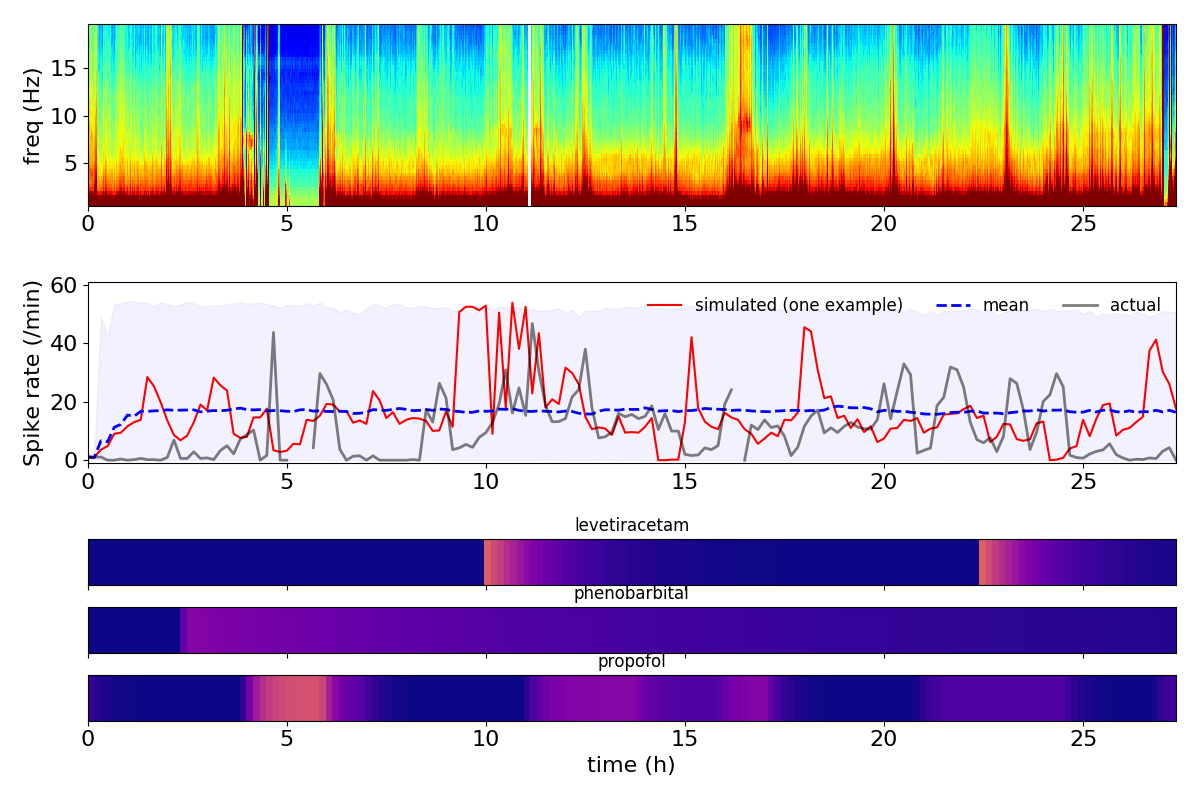 freq (Hz)
15
10
5
0 5 10 15 20 25
Spike rate (/min)
60
40
20
0
simulated (one example) mean actual
0 5 10 15 20 25
levetiracetam
phenobarbital
propofol
0 5 10 15 20 25
time (h)